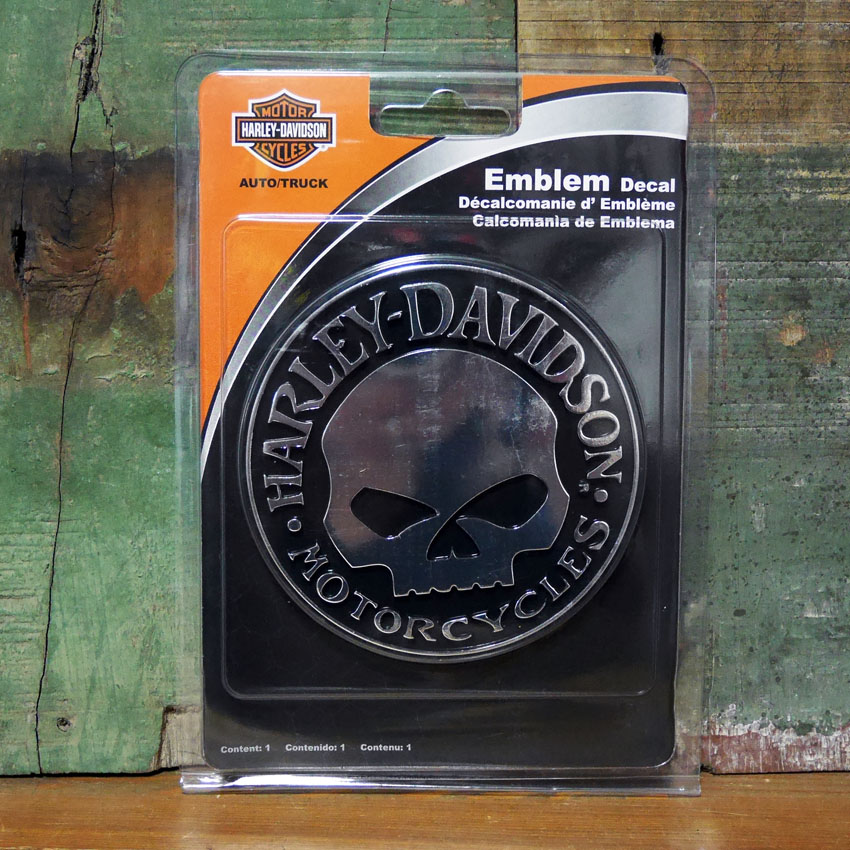 MOTOR
HARLEY-DAVIDSON
CYCLES
AUTO/TRUCK
Emblem Decal
Décalcomanie d' Emblème
Calcomania de Emblema
HARLEY-DAVIDSON
MOTORCYCLES
Content: 1 Contenido: 1 Contenu: 1